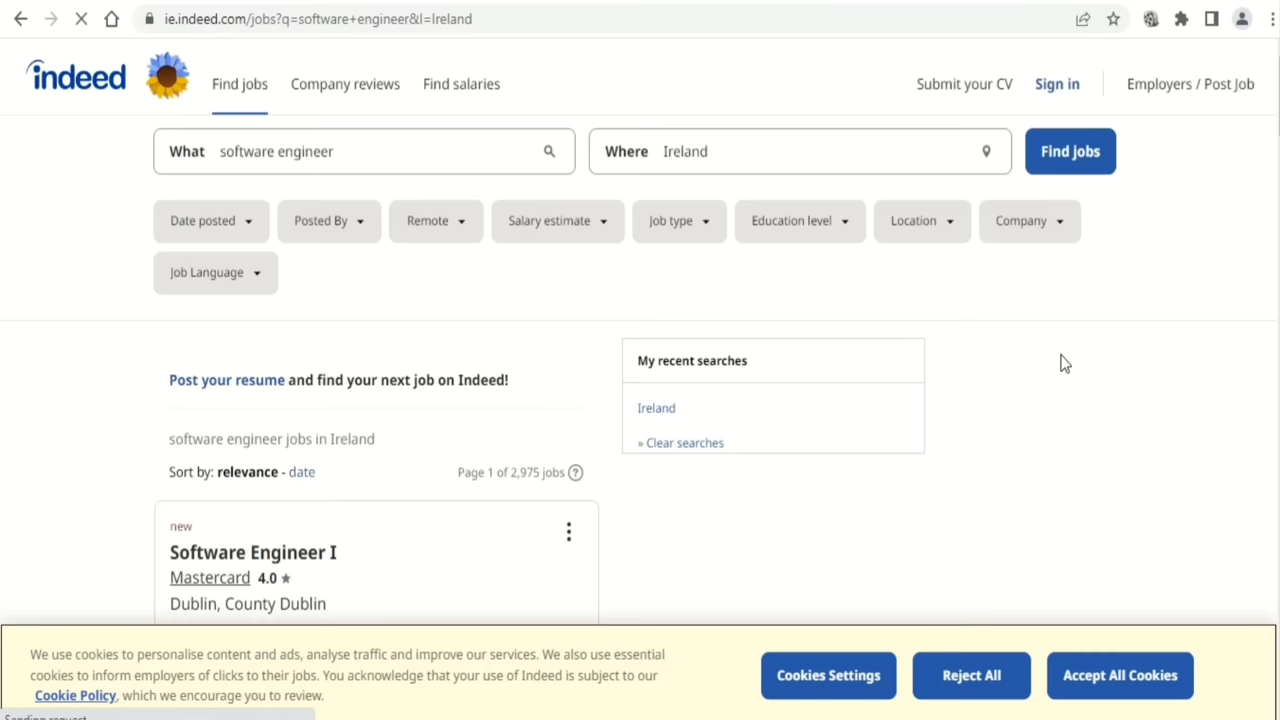 ie.indeed.com/jobs?q=software+engineer&l=Ireland
indeed Find jobs Company reviews Find salaries Submit your CV Sign in Employers / Post Job
What software engineer Where Ireland Find jobs
Date posted Posted By Remote Salary estimate Job type Education level Location Company
Job Language
My recent searches
Post your resume and find your next job on Indeed!
Ireland
software engineer jobs in Ireland
» Clear searches
Sort by: relevance - date Page 1 of 2,975 jobs ?
new
Software Engineer I
Mastercard 4.0 ★
Dublin, County Dublin
We use cookies to personalise content and ads, analyse traffic and improve our services. We also use essential
cookies to inform employers of clicks to their jobs. You acknowledge that your use of Indeed is subject to our
Cookie Policy, which we encourage you to review.
Cookies Settings Reject All Accept All Cookies
Sending request